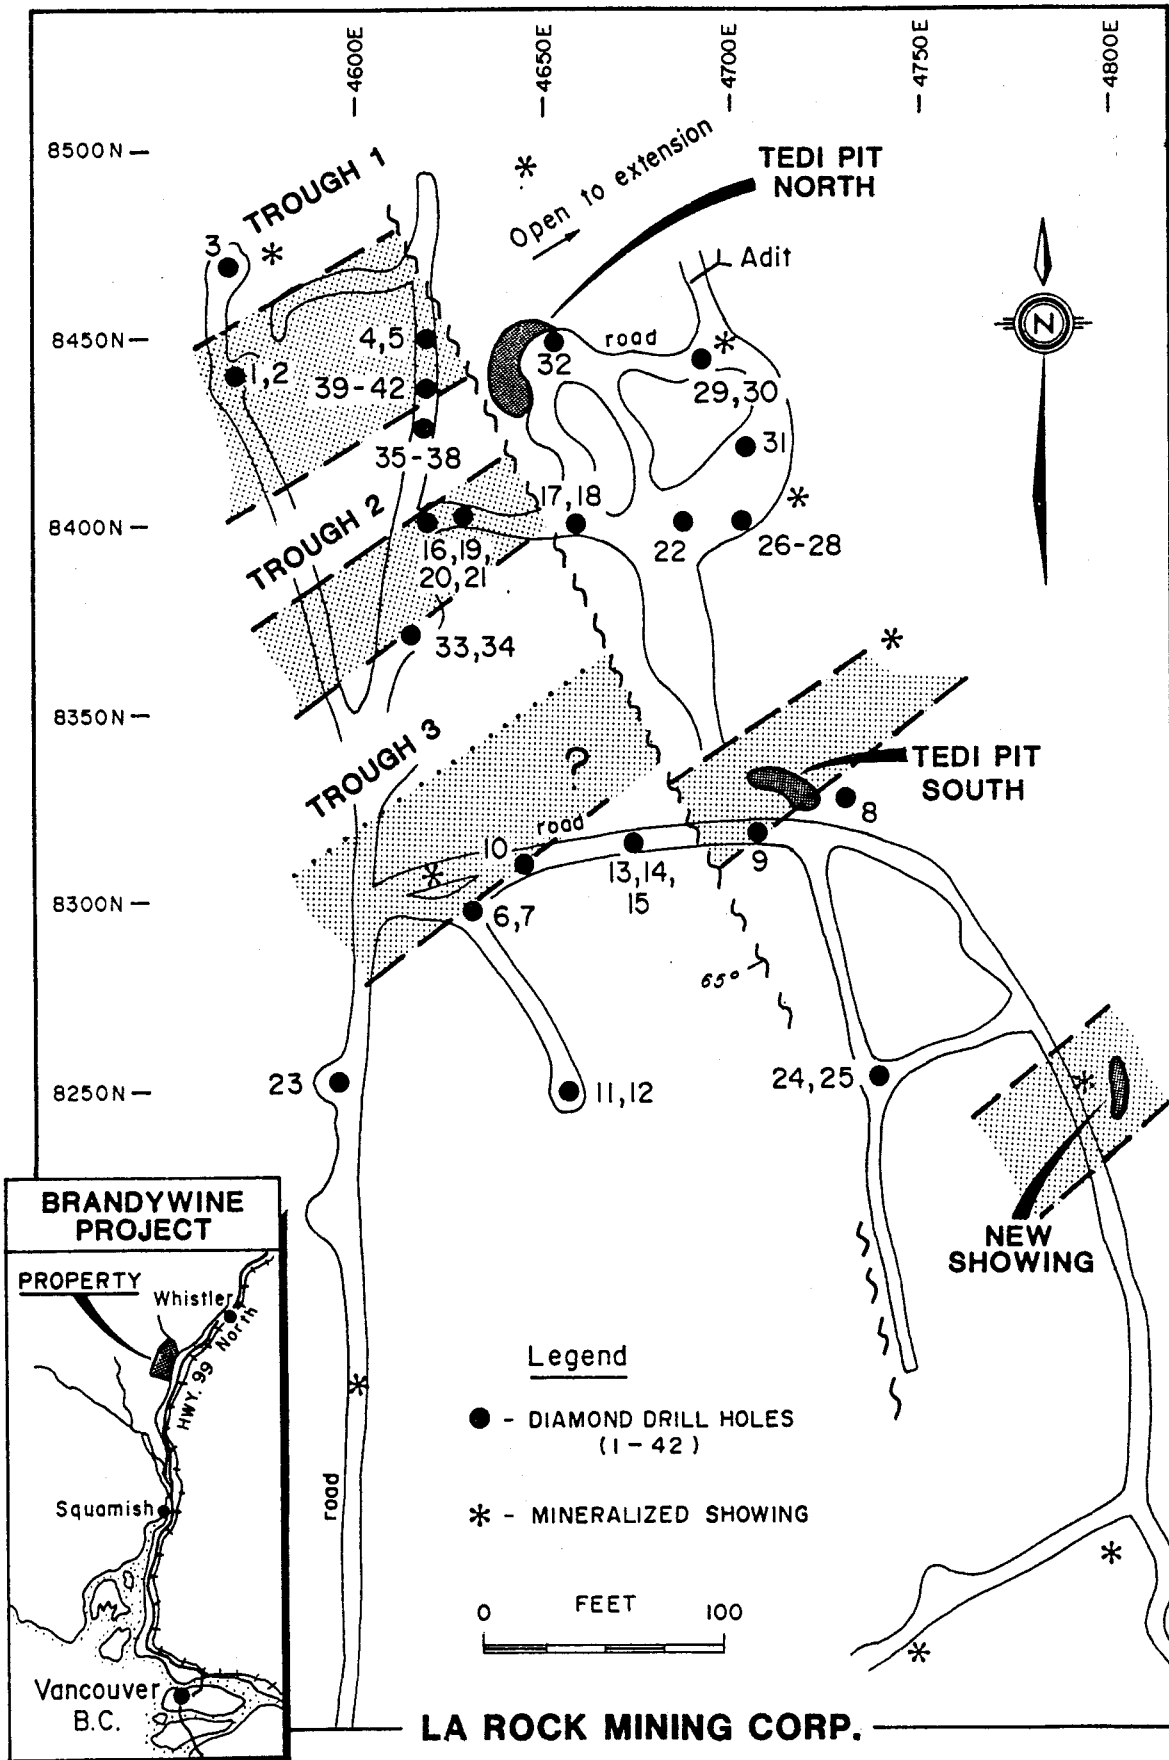 4600E
4650E
4700E
4750E
4800E
8500N
8450N
8400N
8350N
8300N
8250N
TROUGH 1
Open to extension
TEDI PIT
NORTH
Adit
N
3
1,2
4,5
39-42
35-38
32
road
29,30
31
TROUGH 2
17,18
22
26-28
16,19,
20,21
33,34
TROUGH 3
?
TEDI PIT
SOUTH
8
9
10
road
13,14,
15
6,7
65°
23
11,12
24,25
NEW
SHOWING
BRANDYWINE
PROJECT
PROPERTY
Whistler
HWY. 99 North
Squamish
Vancouver
B.C.
road
Legend
- DIAMOND DRILL HOLES
(1-42)
* - MINERALIZED SHOWING
0 FEET 100
LA ROCK MINING CORP.